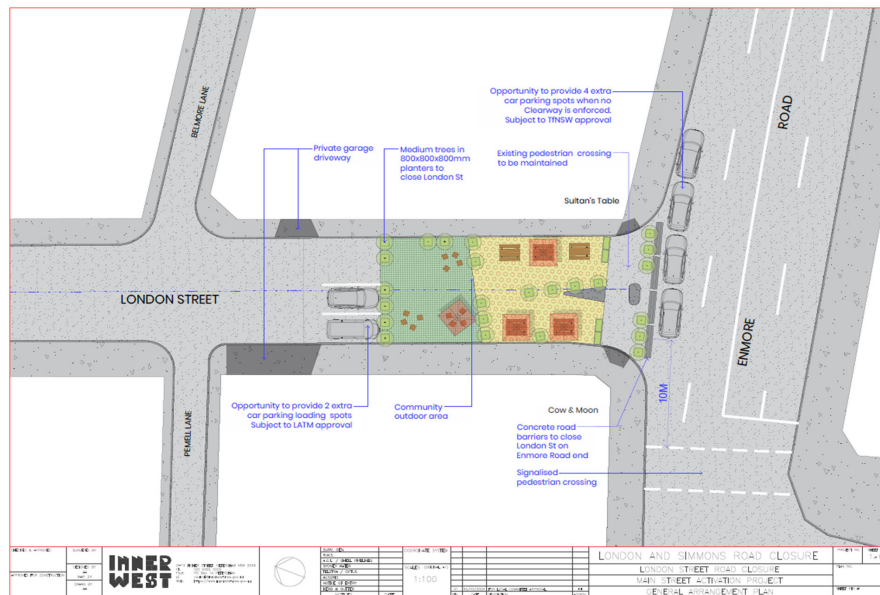 BELMORE LANE
Opportunity to provide 4 extra
car parking spots when no
Clearway is enforced.
Subject to TfNSW approval
ROAD
Private garage
driveway
Medium trees in
800x800x800mm
planters to
close London St
Existing pedestrian crossing
to be maintained
Sultan's Table
LONDON STREET
ENMORE
10M
Opportunity to provide 2 extra
car parking loading spots
Subject to LATM approval
Community
outdoor area
Cow & Moon
PEMELL LANE
Concrete road
barriers to close
London St on
Enmore Road end
Signalised
pedestrian crossing
INNER
WEST
1:100
LONDON AND SIMMONS ROAD CLOSURE
LONDON STREET ROAD CLOSURE
MAIN STREET ACTIVATION PROJECT
GENERAL ARRANGEMENT PLAN